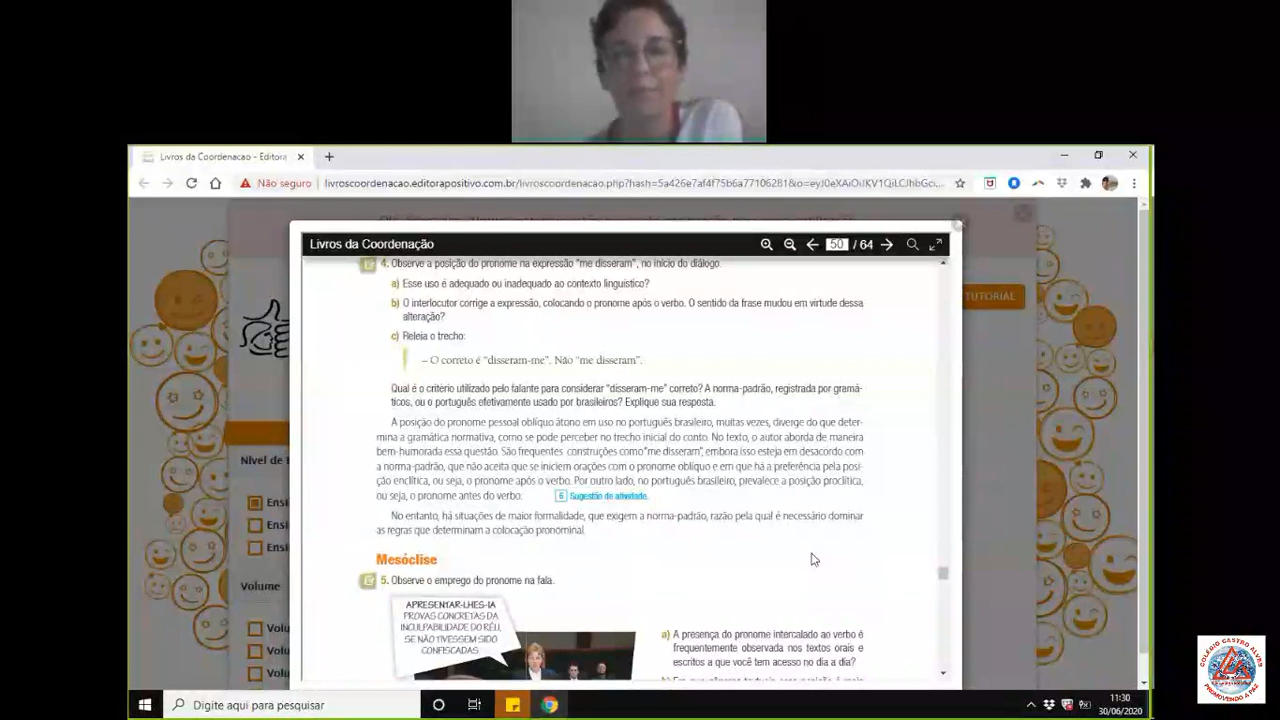 Livros da Coordenacao - Editora
Não seguro
livroscoordenacao.editorapositivo.com.br/livroscoordenacao.php?hash=5a426e7af4f75b6a77106281&o=eyJ0eXAiOiJKV1QiLCJhbGci...
Livros da Coordenação
50 / 64
TUTORIAL
4. Observe a posição do pronome na expressão "me disseram", no início do diálogo.
a) Esse uso é adequado ou inadequado ao contexto linguístico?
b) O interlocutor corrige a expressão, colocando o pronome após o verbo. O sentido da frase mudou em virtude dessa
alteração?
c) Releia o trecho:
– O correto é "disseram-me". Não "me disseram".
Qual é o critério utilizado pelo falante para considerar "disseram-me" correto? A norma-padrão, registrada por gramá-
ticos, ou o português efetivamente usado por brasileiros? Explique sua resposta.
A posição do pronome pessoal oblíquo átono em uso no português brasileiro, muitas vezes, diverge do que deter-
mina a gramática normativa, como se pode perceber no trecho inicial do conto. No texto, o autor aborda de maneira
bem-humorada essa questão. São frequentes construções como "me disseram", embora isso esteja em desacordo com
a norma-padrão, que não aceita que se iniciem orações com o pronome oblíquo e em que há a preferência pela posi-
ção enclítica, ou seja, o pronome após o verbo. Por outro lado, no português brasileiro, prevalece a posição proclítica,
ou seja, o pronome antes do verbo.
6 Sugestão de atividade.
No entanto, há situações de maior formalidade, que exigem a norma-padrão, razão pela qual é necessário dominar
as regras que determinam a colocação pronominal.
Mesóclise
5. Observe o emprego do pronome na fala.
APRESENTAR-LHES-IA
PROVAS CONCRETAS DA
INCULPABILIDADE DO RÉU,
SE NÃO TIVESSEM SIDO
CONFISCADAS.
a) A presença do pronome intercalado ao verbo é
frequentemente observada nos textos orais e
escritos a que você tem acesso no dia a dia?
Nível de
Ensi
Ensi
Volume
Volu
Volu
Volu
Digite aqui para pesquisar
11:30
30/06/2020
COLÉGIO CASTRO ALVES
PROMOVENDO A PAZ